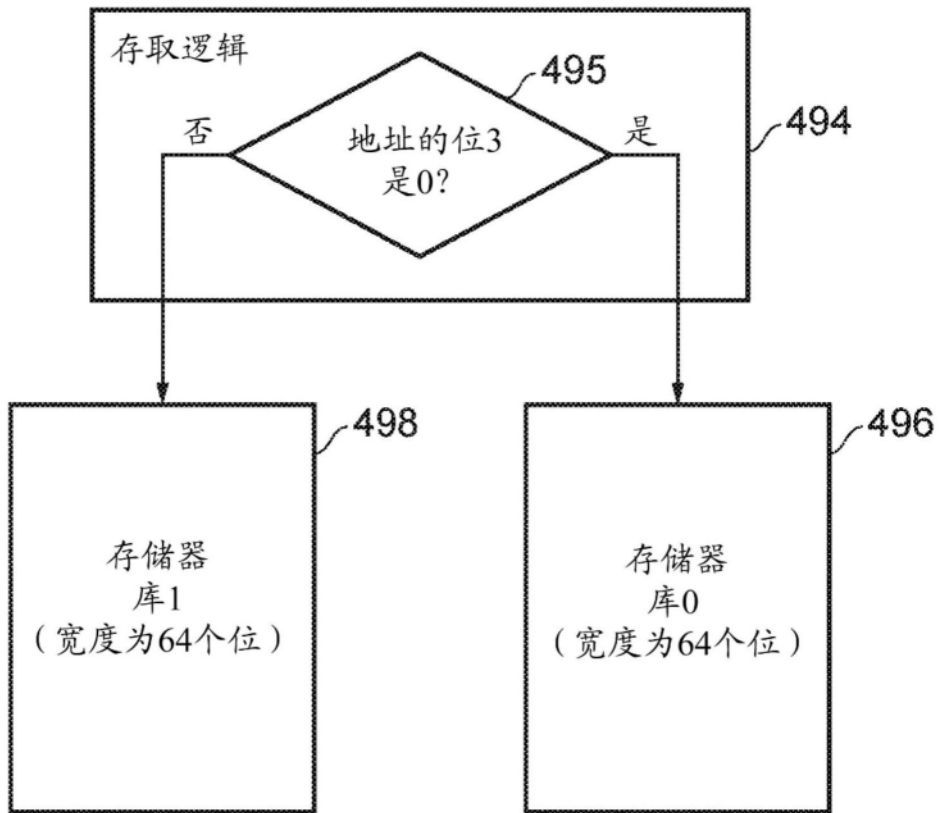 存取逻辑
495
494
否
地址的位3
是0?
是
498
496
存储器
库1
（宽度为64个位）
存储器
库0
（宽度为64个位）